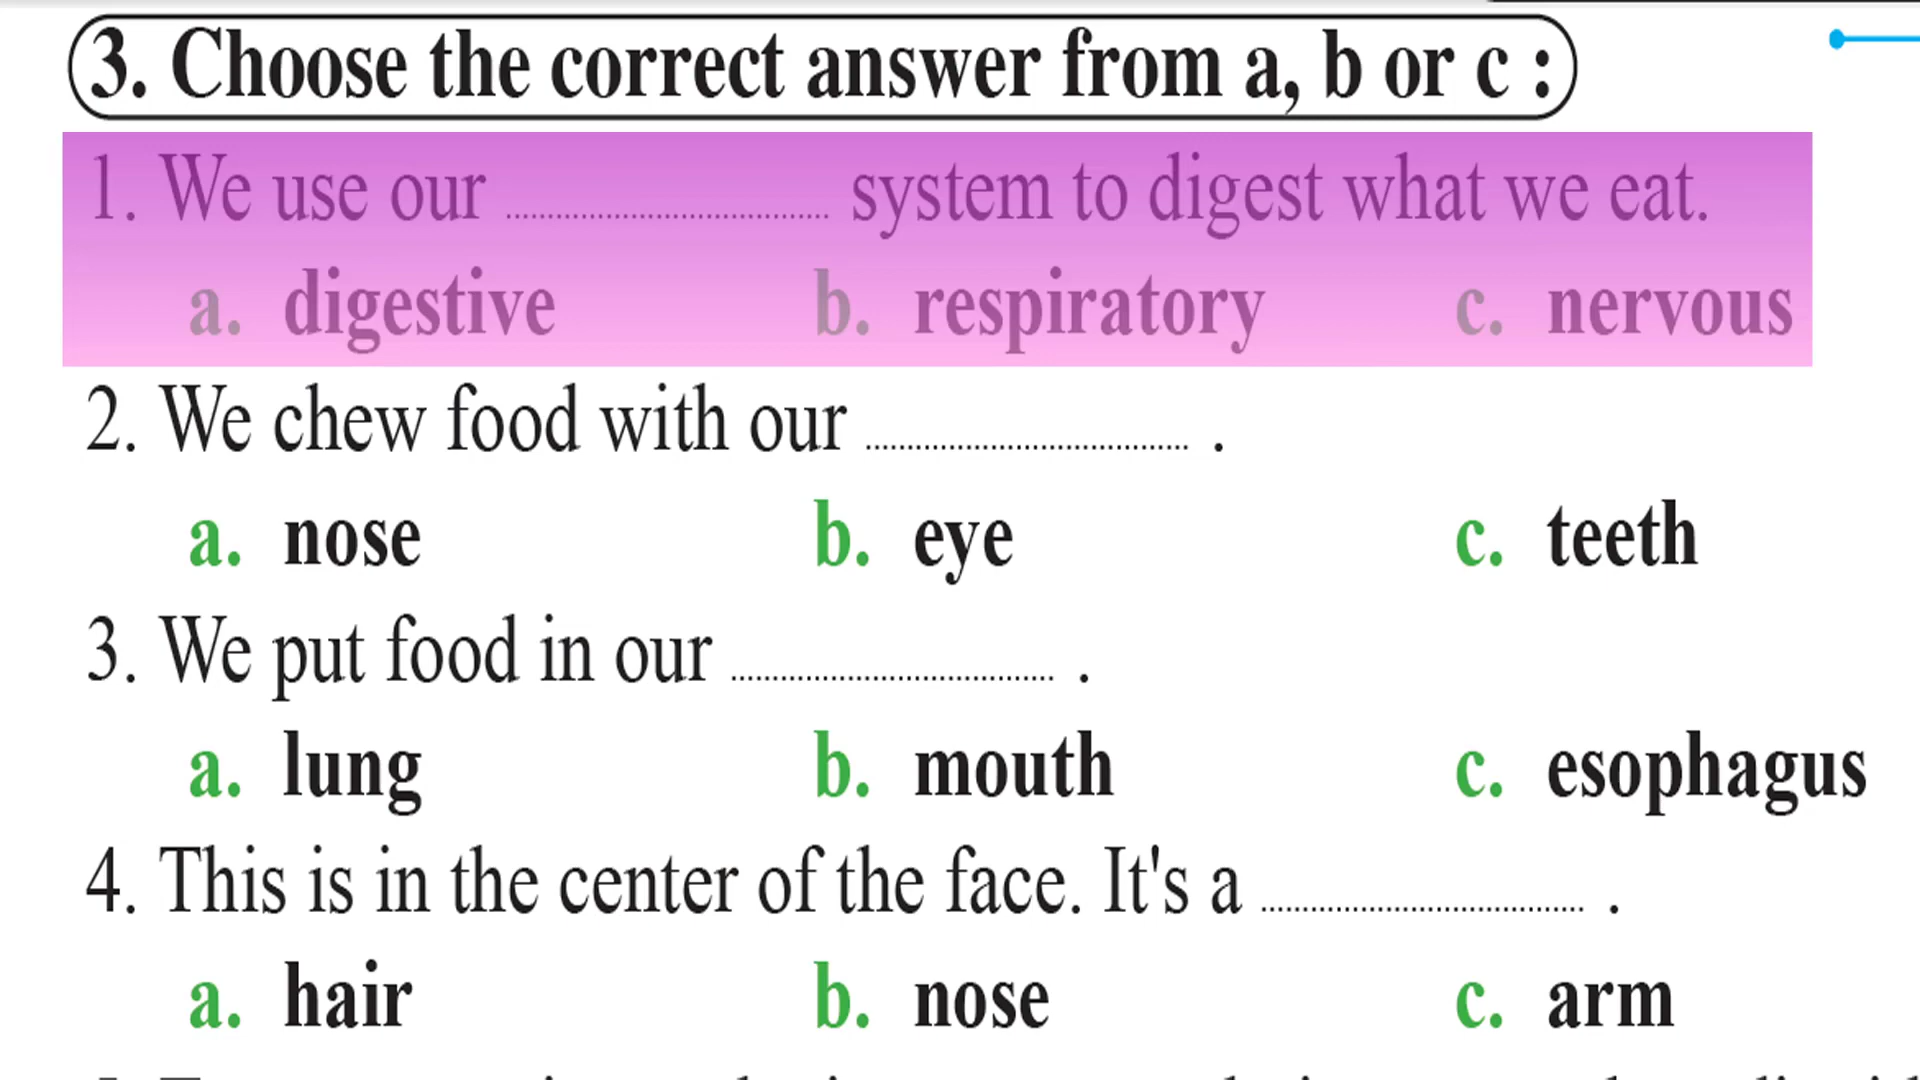 3. Choose the correct answer from a, b or c :
1. We use our .......................... system to digest what we eat.
a. digestive b. respiratory c. nervous
2. We chew food with our .......................... .
a. nose b. eye c. teeth
3. We put food in our .......................... .
a. lung b. mouth c. esophagus
4. This is in the center of the face. It's a .......................... .
a. hair b. nose c. arm